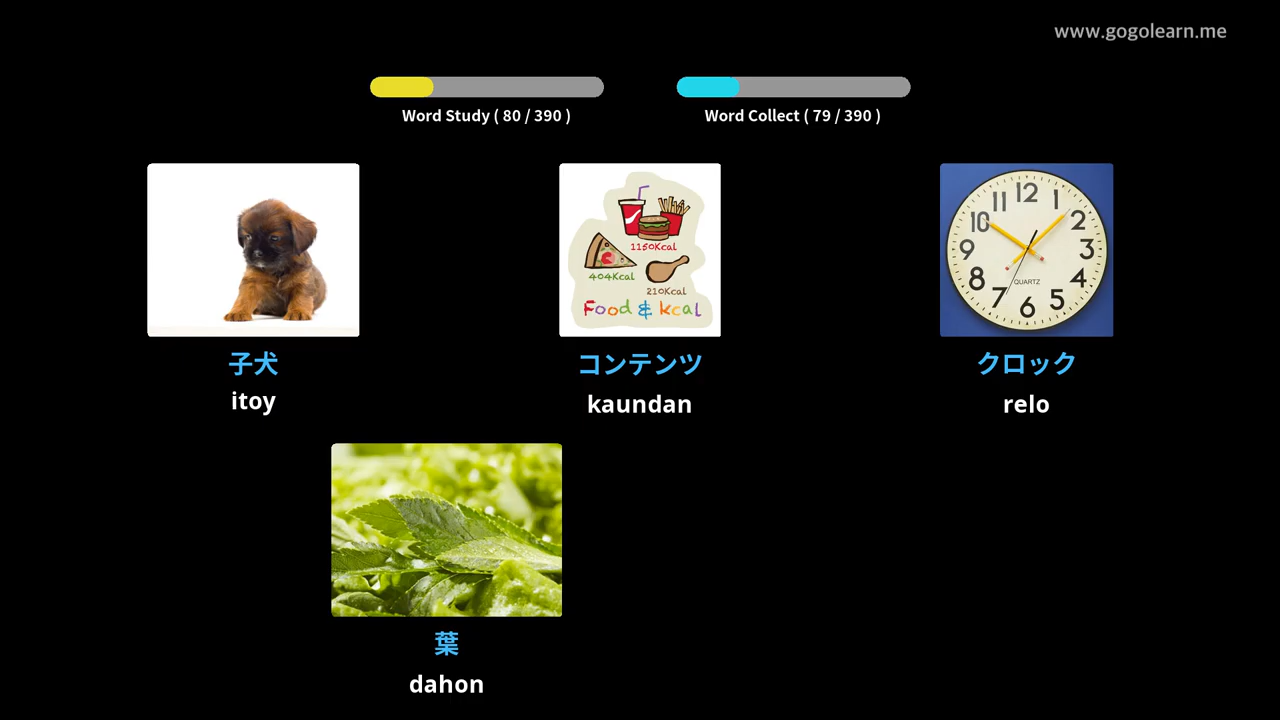 www.gogolearn.me
Word Study ( 80 / 390 )
Word Collect ( 79 / 390 )
1150Kcal
404Kcal
210Kcal
Food & kcal
12
11
1
10
2
9
3
8
4
QUARTZ
7
5
6
子犬
コンテンツ
クロック
itoy
kaundan
relo
葉
dahon